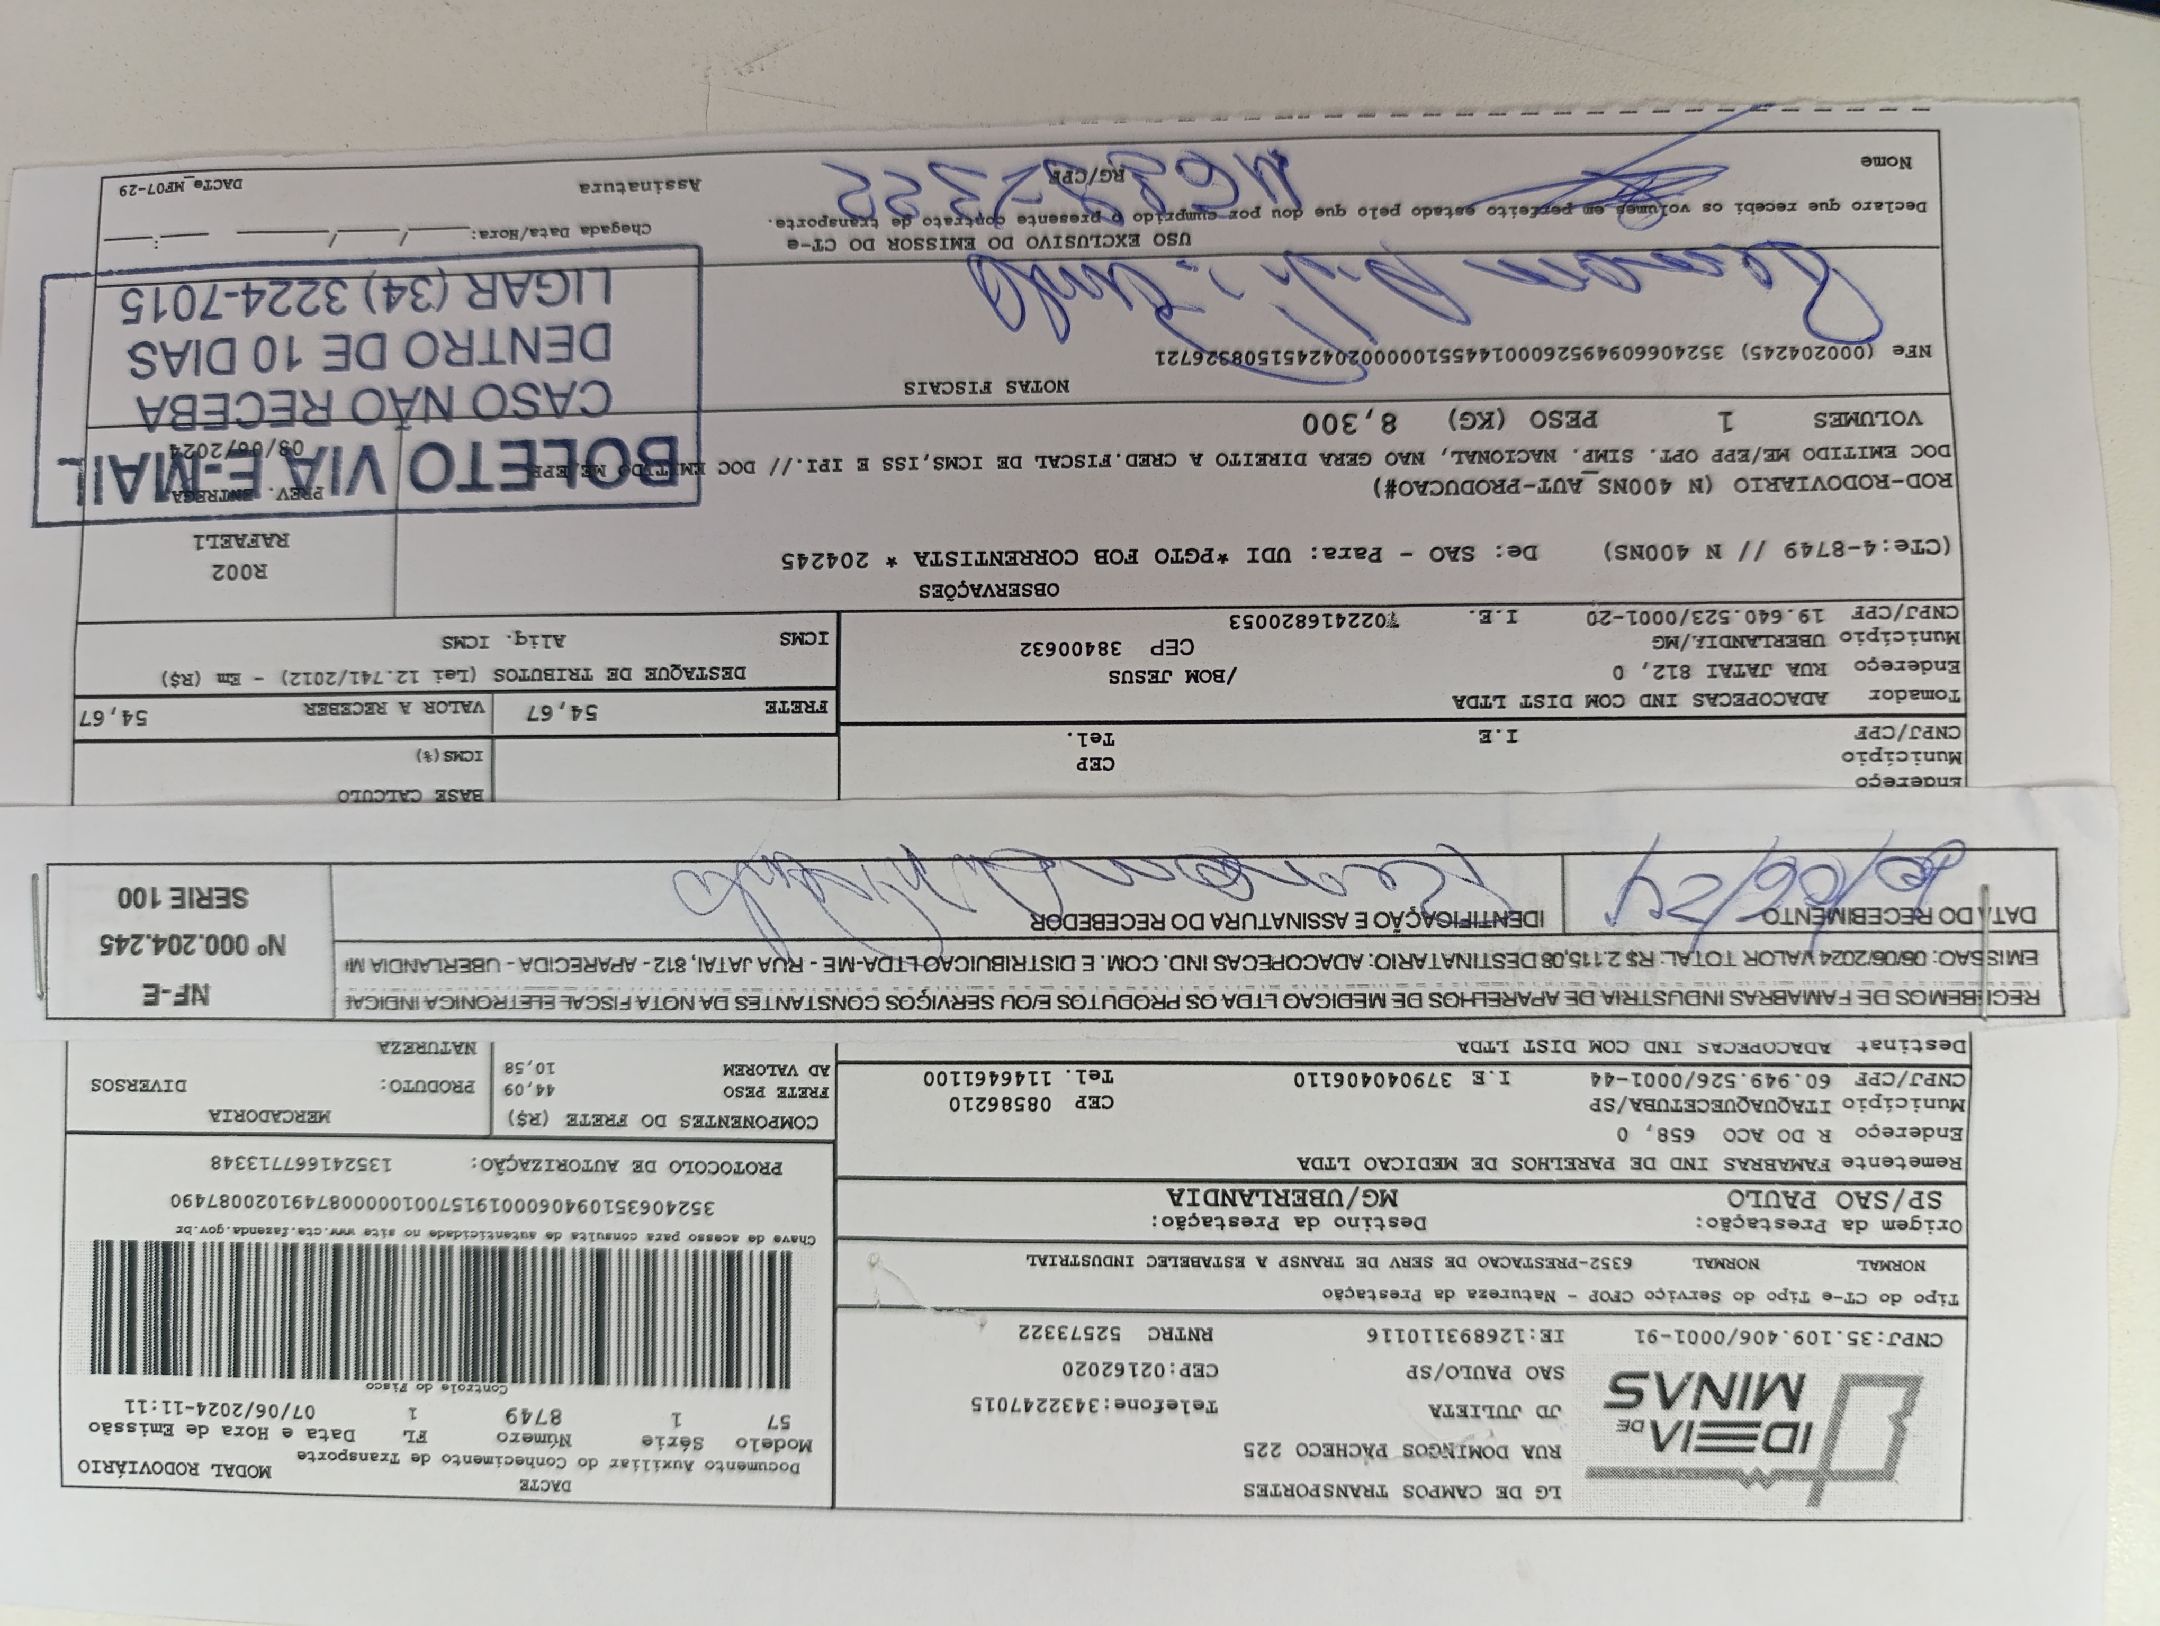 IDEIA DE MINAS
LG DE CAMPOS TRANSPORTES
RUA DOMINGOS PACHECO 225
JD JULIETA Telefone:3432247015
SAO PAULO/SP CEP:02162020
CNPJ:35.109.406/0001-91 IE:126893110116 RNTRC 52573322
DACTE
Documento Auxiliar do Conhecimento de Transporte MODAL RODOVIÁRIO
Modelo Série Número FL Data e Hora de Emissão
57 1 8749 1 07/06/2024-11:11
Controle do Fisco
Chave de acesso para consulta de autenticidade no site www.cte.fazenda.gov.br
35240635109406000191570010000087491020087490
PROTOCOLO DE AUTORIZAÇÃO: 135241667713348
Tipo do CT-e Tipo do Serviço CFOP - Natureza da Prestação
NORMAL NORMAL 6352-PRESTACAO DE SERV DE TRANSP A ESTABELEC INDUSTRIAL
Origem da Prestação: Destino da Prestação:
SP/SAO PAULO MG/UBERLANDIA
Remetente FAMABRAS IND DE PARELHOS DE MEDICAO LTDA
Endereço R DO ACO 658, 0
Município ITAQUAQUECETUBA/SP CEP 08586210
CNPJ/CPF 60.949.526/0001-44 I.E 379040406110 Tel. 1146461100
Destinat ADACOPECAS IND COM DIST LTDA
COMPONENTES DO FRETE (R$) MERCADORIA
FRETE PESO 44,09 PRODUTO: DIVERSOS
AD VALOREM 10,58
NATUREZA
RECEBEMOS DE FAMABRAS INDUSTRIA DE APARELHOS DE MEDICAO LTDA OS PRODUTOS E/OU SERVIÇOS CONSTANTES DA NOTA FISCAL ELETRONICA
EMISSAO: 06/06/2024 VALOR TOTAL: R$ 2.115,08 DESTINATARIO: ADACOPECAS IND. COM. E DISTRIBUICAO LTDA-ME - RUA JATAI, 812 - APARECIDA - UBERLANDIA
DATA DO RECEBIMENTO IDENTIFICAÇÃO E ASSINATURA DO RECEBEDOR
NF-E
Nº 000.204.245
SERIE 100
Endereço
Município CEP
CNPJ/CPF I.E Tel.
BASE CALCULO
ICMS(%)
Tomador ADACOPECAS IND COM DIST LTDA
Endereço RUA JATAI 812, 0 /BOM JESUS
Município UBERLANDIA/MG CEP 38400632
CNPJ/CPF 19.640.523/0001-20 I.E. 7022416820053
FRETE 54,67 VALOR A RECEBER 54,67
DESTAQUE DE TRIBUTOS (Lei 12.741/2012) - Em (R$)
ICMS Aliq. ICMS
OBSERVAÇÕES
(CTe:4-8749 // N 400NS) De: SAO - Para: UDI *PGTO FOB CORRENTISTA * 204245
ROD-RODOVIARIO (N 400NS_AUT-PRODUCAO#)
DOC EMITIDO ME/EPP OPT. SIMP. NACIONAL, NAO GERA DIREITO A CRED.FISCAL DE ICMS,ISS E IPI.// DOC EMITIDO ME/EPP
R002
RAFAEL1
PREV. ENTREGA
BOLETO VIA E-MAIL
CASO NÃO RECEBA
DENTRO DE 10 DIAS
LIGAR (34) 3224-7015
VOLUMES 1 PESO (KG) 8,300
NOTAS FISCAIS
NFe (000204245) 35240660949526000144551000002042451508326721
USO EXCLUSIVO DO EMISSOR DO CT-e
Declaro que recebi os volumes em perfeito estado pelo que dou por cumprido o presente contrato de transporte.
Chegada Data/Hora: ____/____/____ ___:___
Nome RG/CPF Assinatura
DACTe_MF07-29